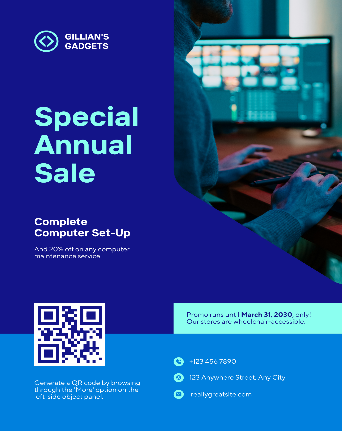 GILLIAN'S
GADGETS
Special
Annual
Sale
Complete
Computer Set-Up
And 20% off on any computer
maintenance service
Promo runs until March 31, 2030, only!
Our stores are wheelchair accessible.
Generate a QR code by browsing
through the 'More' option on the
left-side object panel.
+123 456 7890
123 Anywhere Street, Any City
reallygreatsite.com